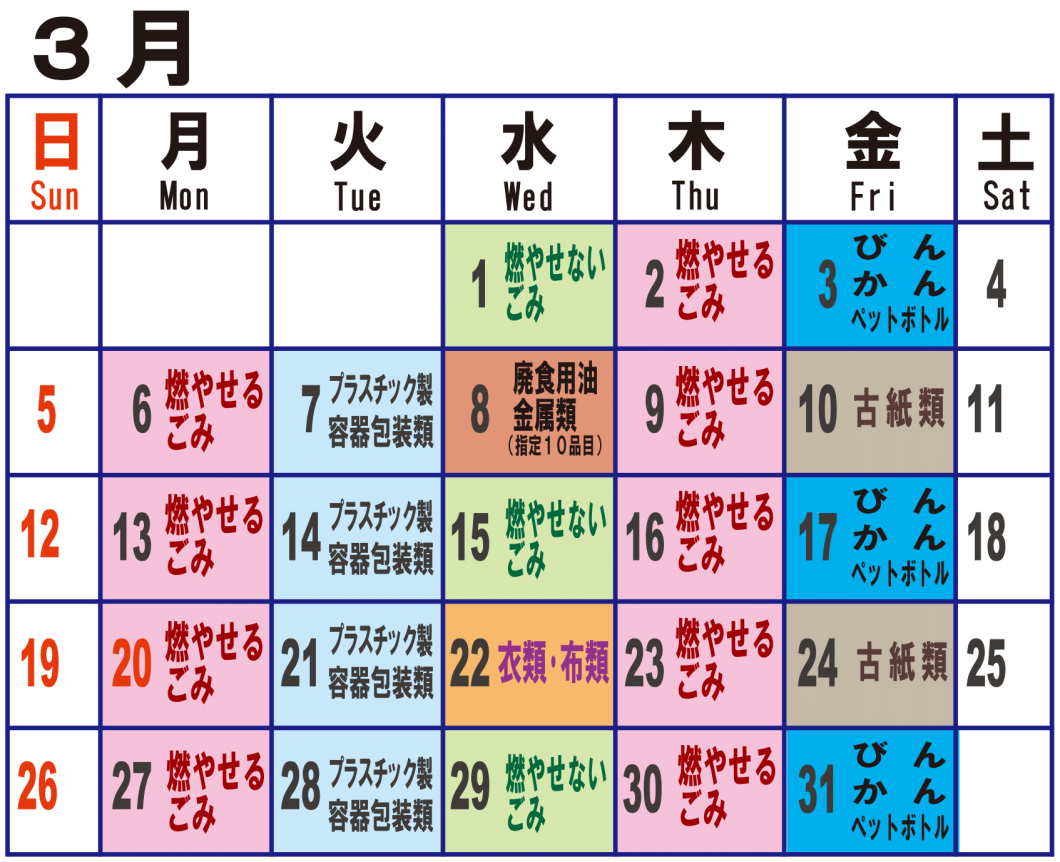 ３月
日 月 火 水 木 金 土
Sun Mon Tue Wed Thu Fri Sat
1 燃やせない
ごみ
2 燃やせる
ごみ
3 びん
かん
ペットボトル
4
5
6 燃やせる
ごみ
7 プラスチック製
容器包装類
8 廃食用油
金属類
(指定１０品目)
9 燃やせる
ごみ
10 古紙類
11
12
13 燃やせる
ごみ
14 プラスチック製
容器包装類
15 燃やせない
ごみ
16 燃やせる
ごみ
17 びん
かん
ペットボトル
18
19
20 燃やせる
ごみ
21 プラスチック製
容器包装類
22 衣類・布類
23 燃やせる
ごみ
24 古紙類
25
26
27 燃やせる
ごみ
28 プラスチック製
容器包装類
29 燃やせない
ごみ
30 燃やせる
ごみ
31 びん
かん
ペットボトル